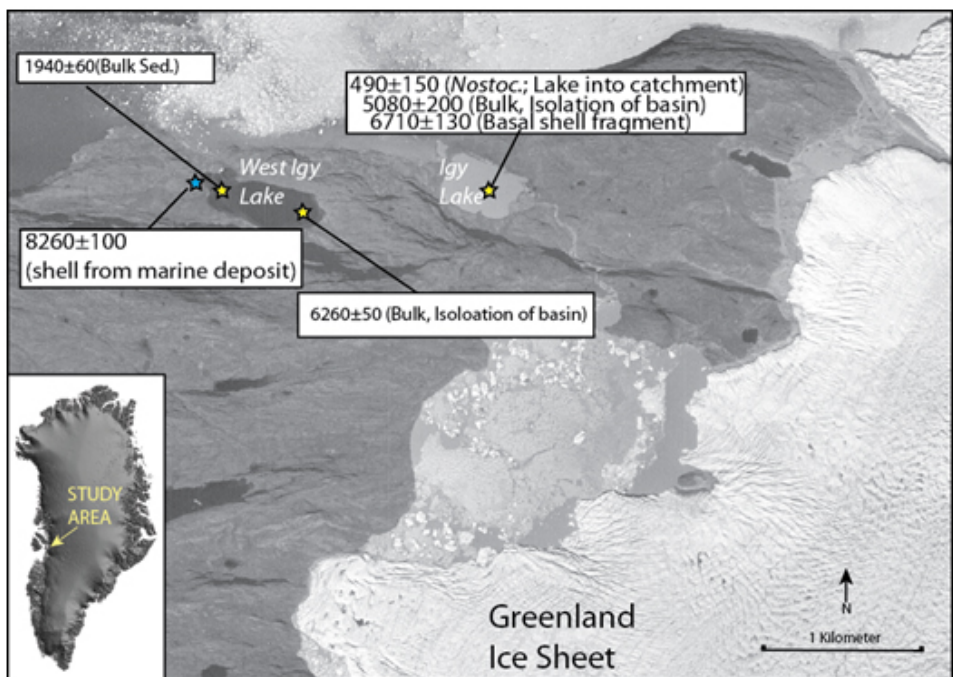 1940±60(Bulk Sed.)
490±150 (Nostoc.; Lake into catchment)
5080±200 (Bulk, Isolation of basin)
6710±130 (Basal shell fragment)
West Igy
Lake
Igy
Lake
8260±100
(shell from marine deposit)
6260±50 (Bulk, Isoloation of basin)
STUDY
AREA
Greenland
Ice Sheet
N
1 Kilometer